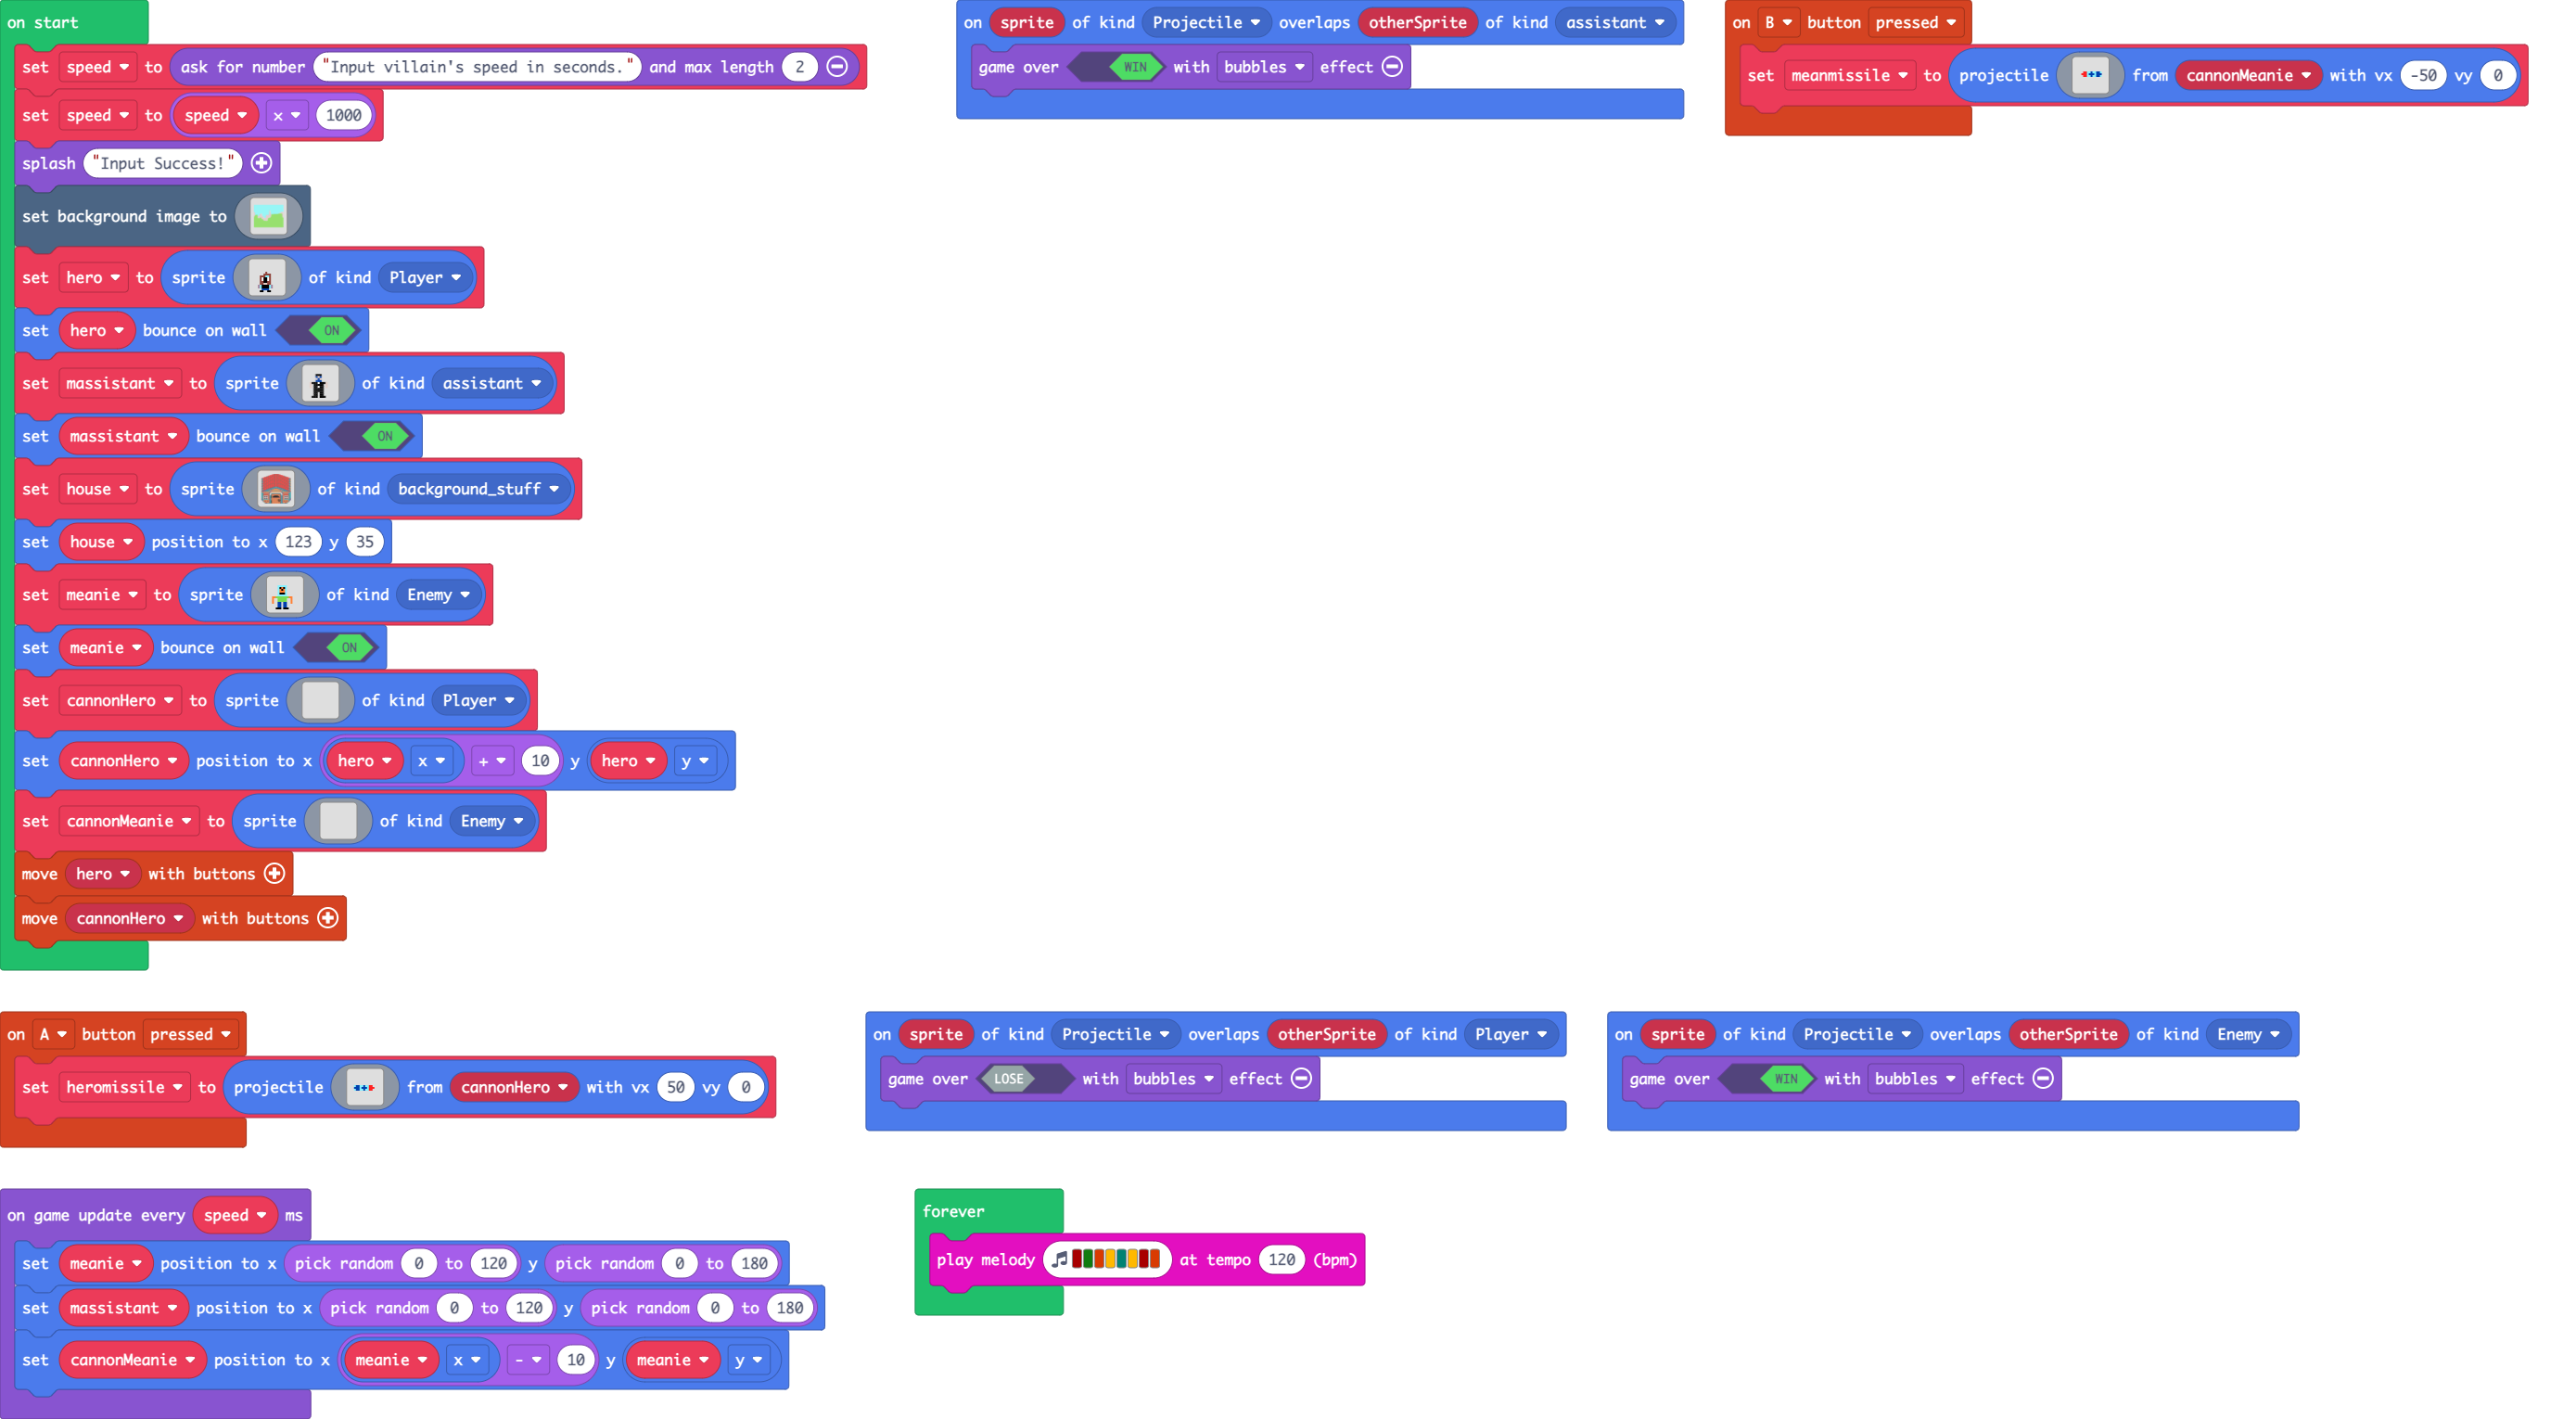 on start
set speed to ask for number "Input villain's speed in seconds." and max length 2
set speed to speed x 1000
splash "Input Success!"
set background image to
set hero to sprite of kind Player
set hero bounce on wall ON
set massistant to sprite of kind assistant
set massistant bounce on wall ON
set house to sprite of kind background_stuff
set house position to x 123 y 35
set meanie to sprite of kind Enemy
set meanie bounce on wall ON
set cannonHero to sprite of kind Player
set cannonHero position to x hero x + 10 y hero y
set cannonMeanie to sprite of kind Enemy
move hero with buttons
move cannonHero with buttons
on sprite of kind Projectile overlaps otherSprite of kind assistant
game over WIN with bubbles effect
on B button pressed
set meanmissile to projectile from cannonMeanie with vx -50 vy 0
on A button pressed
set heromissile to projectile from cannonHero with vx 50 vy 0
on sprite of kind Projectile overlaps otherSprite of kind Player
game over LOSE with bubbles effect
on sprite of kind Projectile overlaps otherSprite of kind Enemy
game over WIN with bubbles effect
on game update every speed ms
set meanie position to x pick random 0 to 120 y pick random 0 to 180
set massistant position to x pick random 0 to 120 y pick random 0 to 180
set cannonMeanie position to x meanie x - 10 y meanie y
forever
play melody at tempo 120 (bpm)